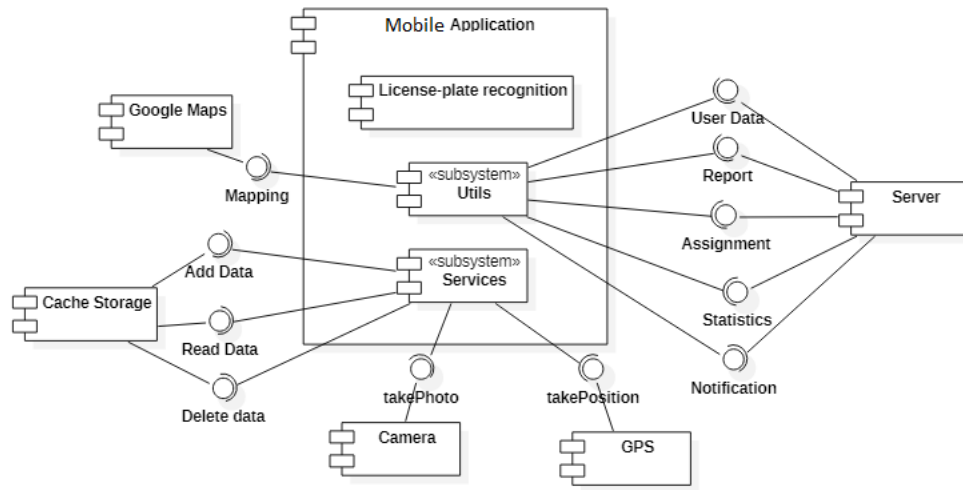 Mobile Application
License-plate recognition
Google Maps
User Data
«subsystem»
Utils
Report
Mapping
Server
Assignment
Add Data
«subsystem»
Services
Cache Storage
Statistics
Read Data
Notification
takePhoto
takePosition
Delete data
Camera
GPS